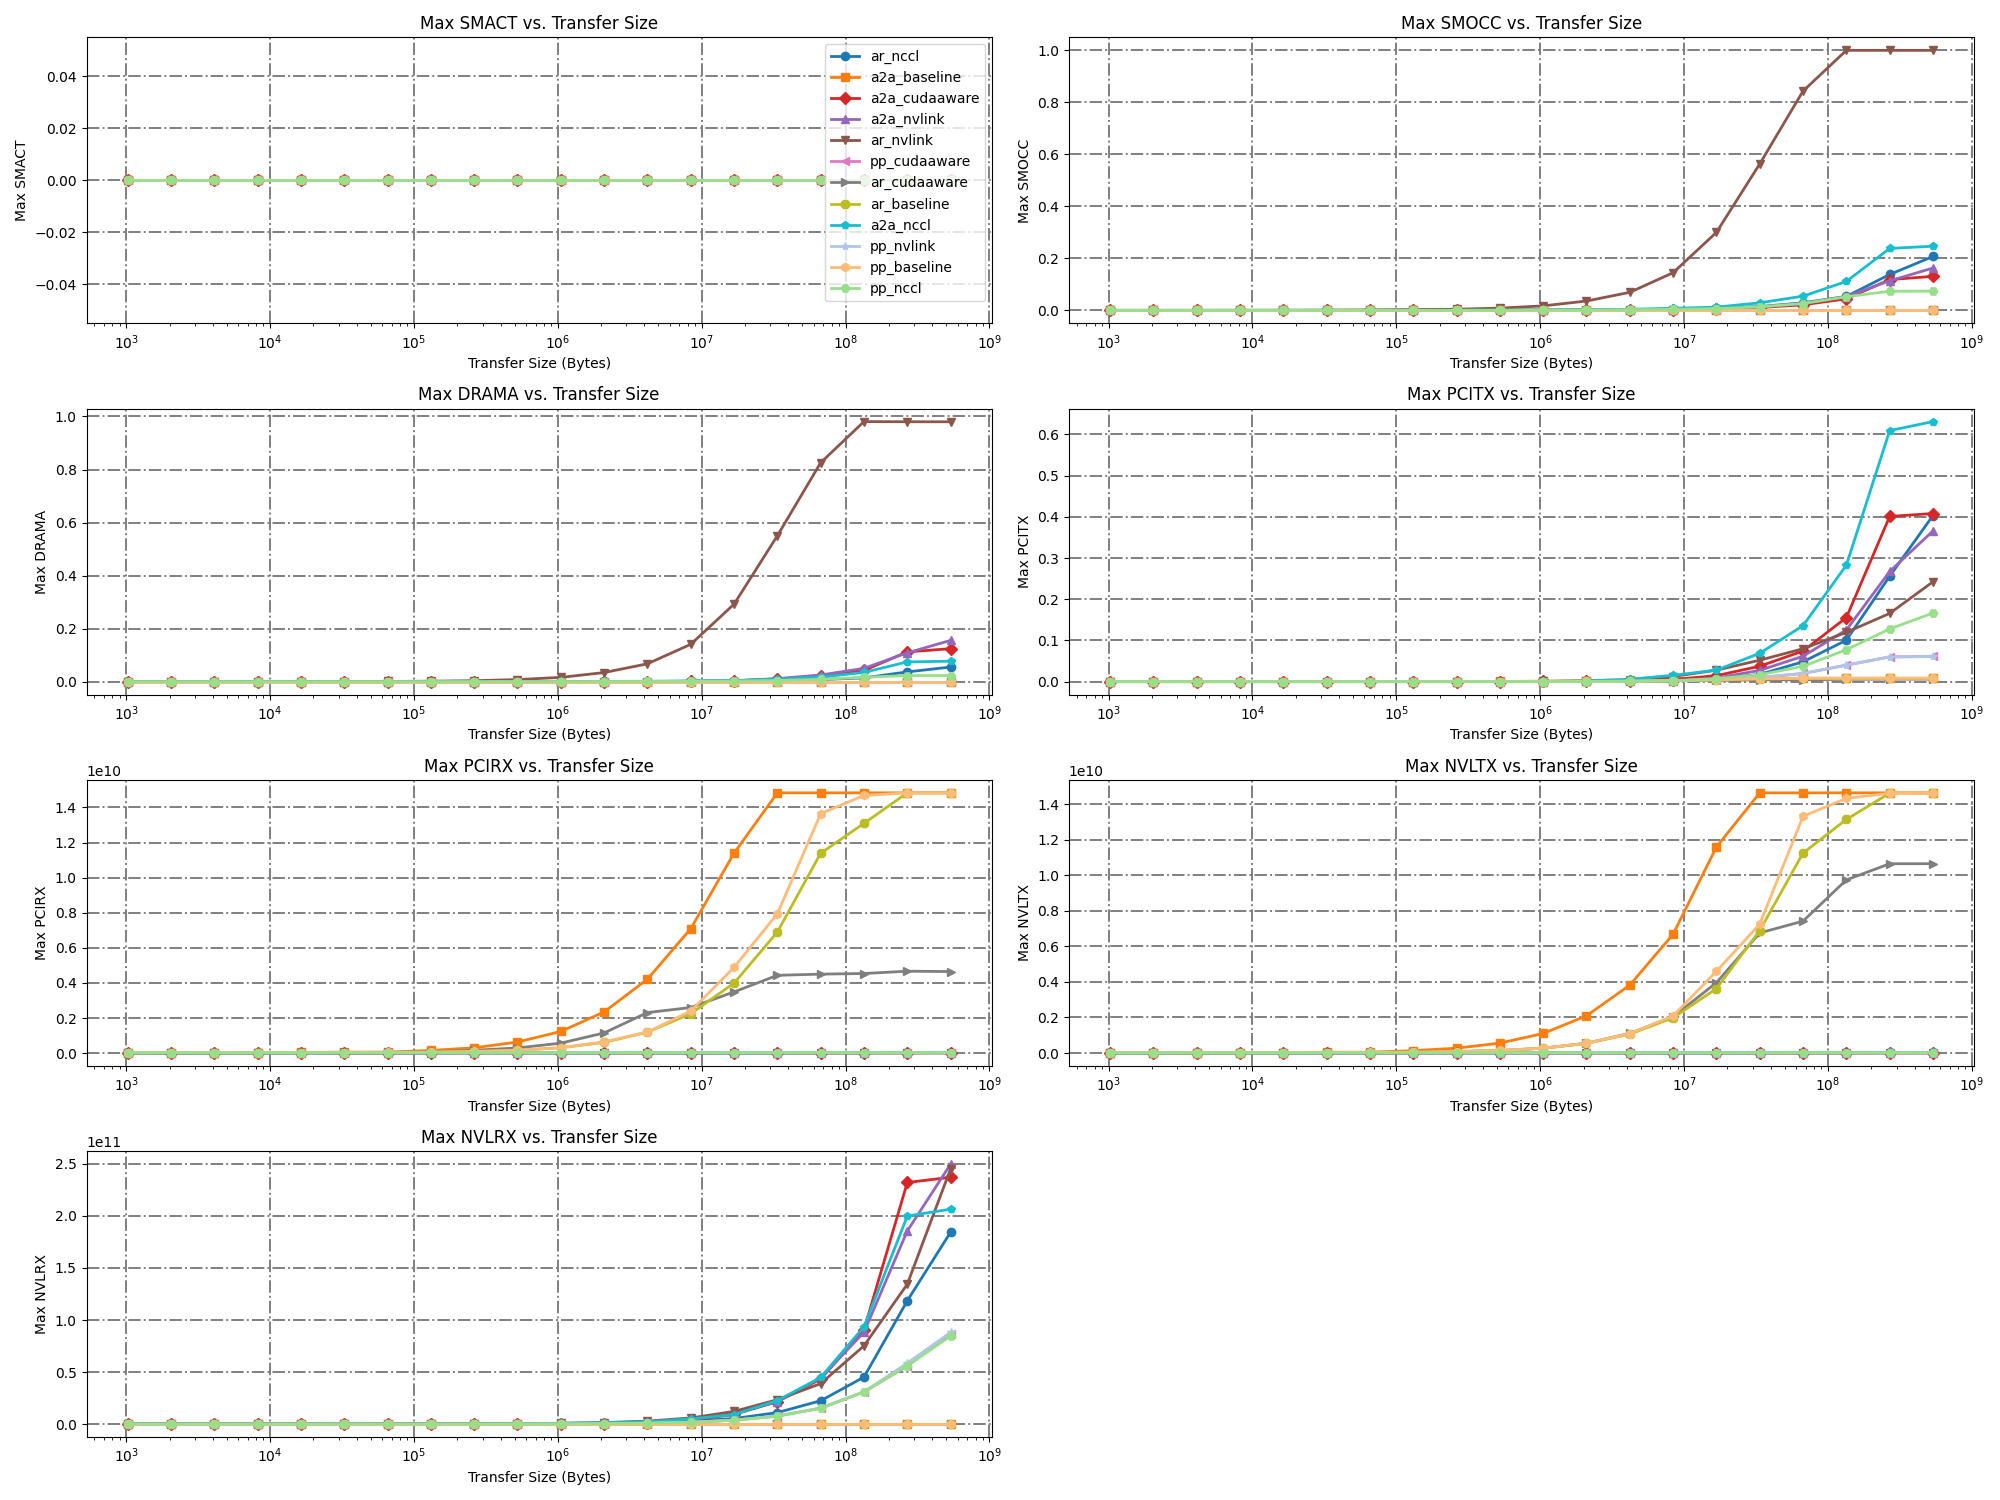 Max SMACT vs. Transfer Size
Max SMACT
0.04
0.02
0.00
−0.02
−0.04
10³ 10⁴ 10⁵ 10⁶ 10⁷ 10⁸ 10⁹
Transfer Size (Bytes)
ar_nccl
a2a_baseline
a2a_cudaaware
a2a_nvlink
ar_nvlink
pp_cudaaware
ar_cudaaware
ar_baseline
a2a_nccl
pp_nvlink
pp_baseline
pp_nccl
Max SMOCC vs. Transfer Size
Max SMOCC
1.0
0.8
0.6
0.4
0.2
0.0
10³ 10⁴ 10⁵ 10⁶ 10⁷ 10⁸ 10⁹
Transfer Size (Bytes)
Max DRAMA vs. Transfer Size
Max DRAMA
1.0
0.8
0.6
0.4
0.2
0.0
10³ 10⁴ 10⁵ 10⁶ 10⁷ 10⁸ 10⁹
Transfer Size (Bytes)
Max PCITX vs. Transfer Size
Max PCITX
0.6
0.5
0.4
0.3
0.2
0.1
0.0
10³ 10⁴ 10⁵ 10⁶ 10⁷ 10⁸ 10⁹
Transfer Size (Bytes)
Max PCIRX vs. Transfer Size
1e10
Max PCIRX
1.4
1.2
1.0
0.8
0.6
0.4
0.2
0.0
10³ 10⁴ 10⁵ 10⁶ 10⁷ 10⁸ 10⁹
Transfer Size (Bytes)
Max NVLTX vs. Transfer Size
1e10
Max NVLTX
1.4
1.2
1.0
0.8
0.6
0.4
0.2
0.0
10³ 10⁴ 10⁵ 10⁶ 10⁷ 10⁸ 10⁹
Transfer Size (Bytes)
Max NVLRX vs. Transfer Size
1e11
Max NVLRX
2.5
2.0
1.5
1.0
0.5
0.0
10³ 10⁴ 10⁵ 10⁶ 10⁷ 10⁸ 10⁹
Transfer Size (Bytes)